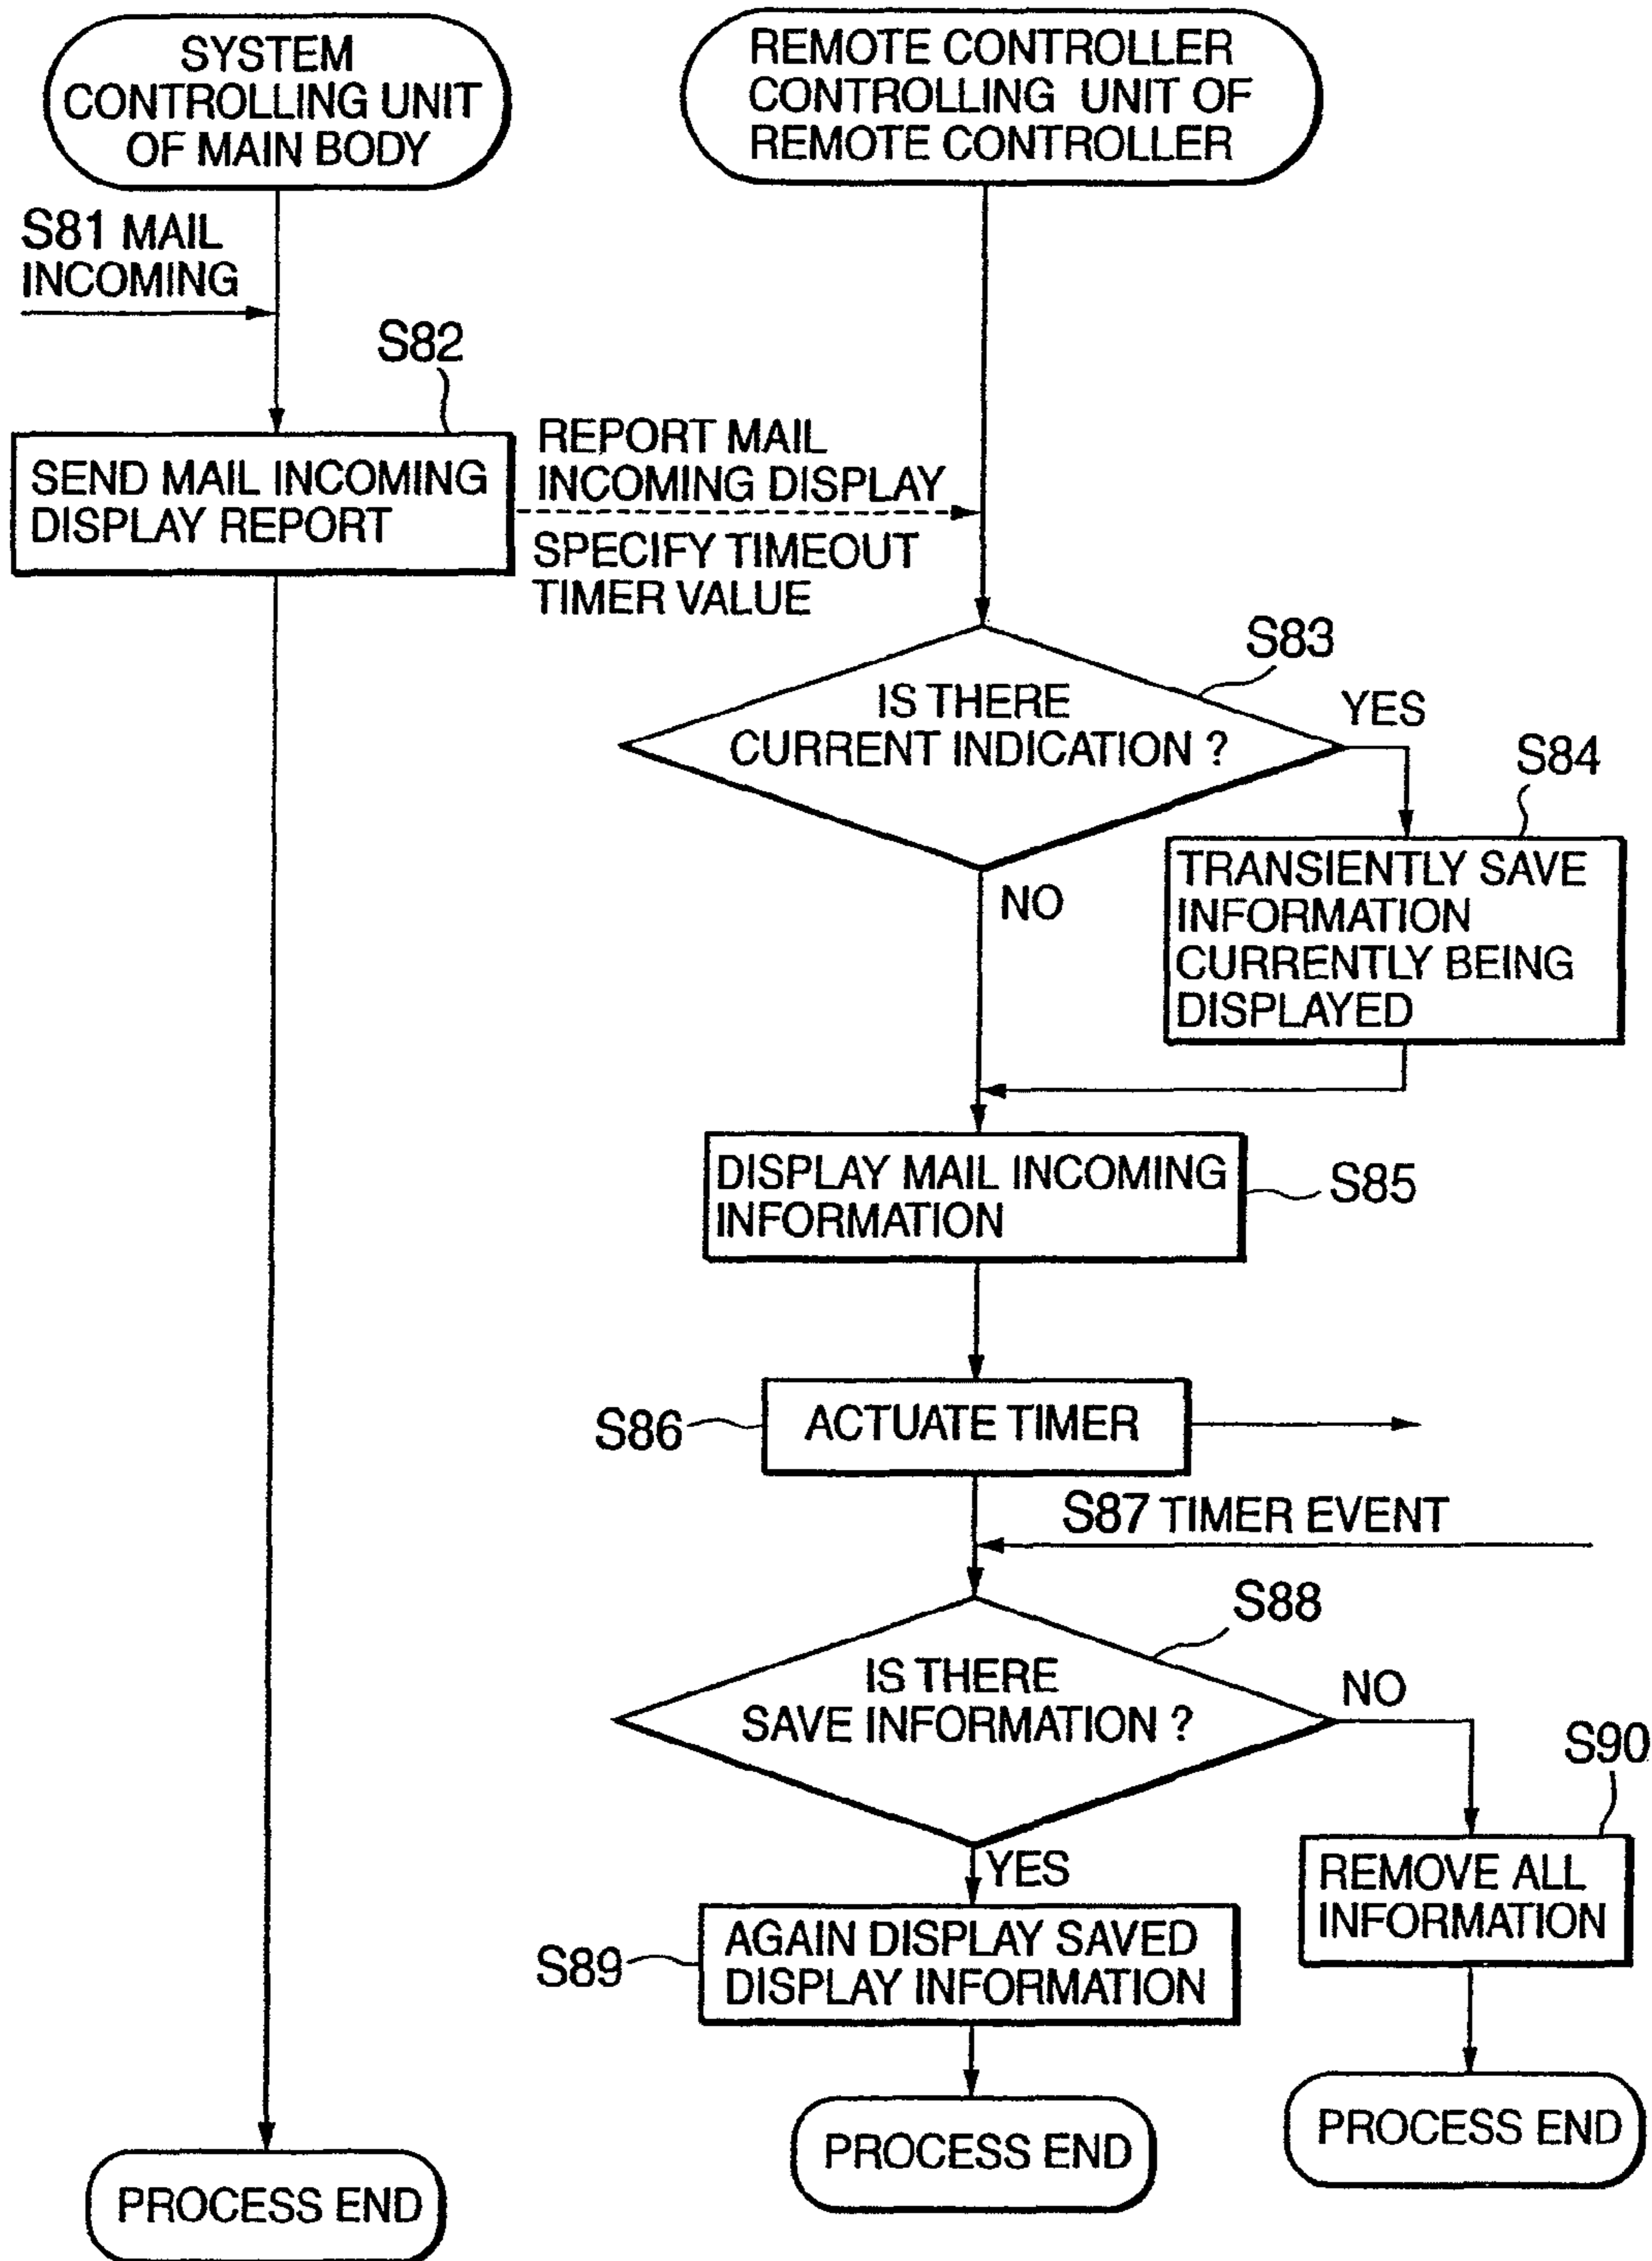 SYSTEM
CONTROLLING UNIT
OF MAIN BODY
REMOTE CONTROLLER
CONTROLLING UNIT OF
REMOTE CONTROLLER
S81 MAIL
INCOMING
S82
SEND MAIL INCOMING
DISPLAY REPORT
REPORT MAIL
INCOMING DISPLAY
SPECIFY TIMEOUT
TIMER VALUE
S83
IS THERE
CURRENT INDICATION ?
YES
NO
S84
TRANSIENTLY SAVE
INFORMATION
CURRENTLY BEING
DISPLAYED
DISPLAY MAIL INCOMING
INFORMATION
S85
S86
ACTUATE TIMER
S87 TIMER EVENT
S88
IS THERE
SAVE INFORMATION ?
NO
YES
S90
REMOVE ALL
INFORMATION
S89
AGAIN DISPLAY SAVED
DISPLAY INFORMATION
PROCESS END
PROCESS END
PROCESS END